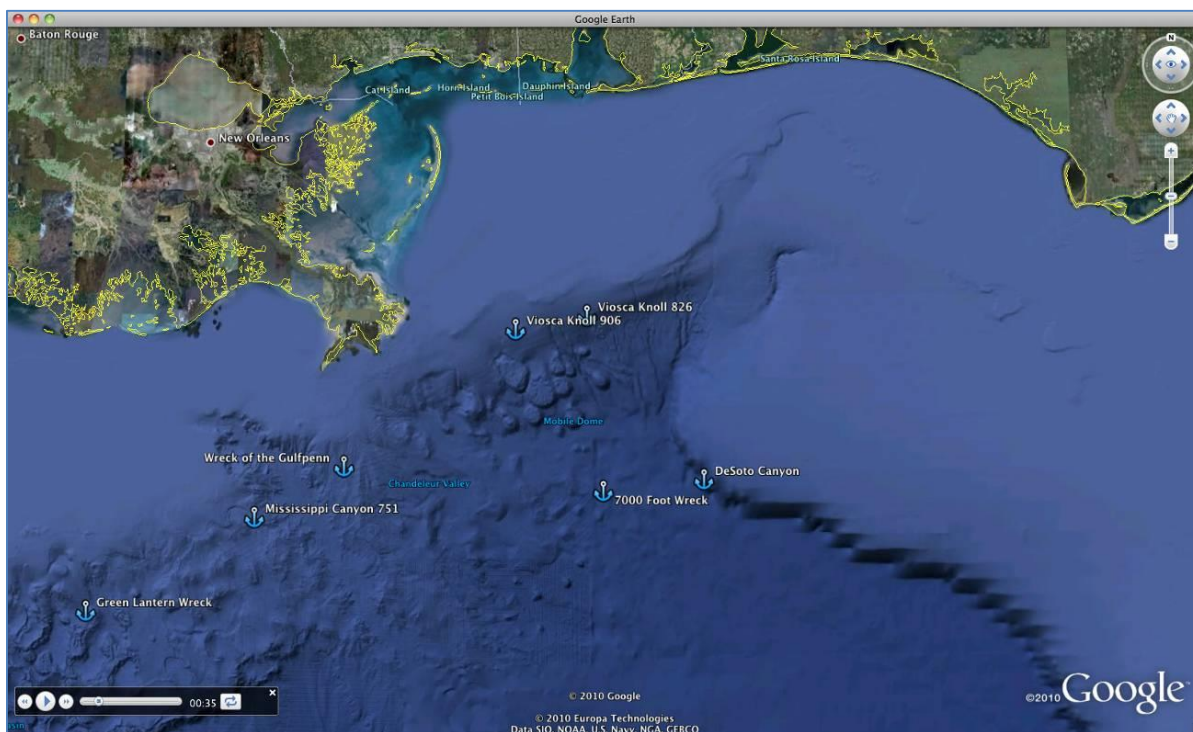 Google Earth
Baton Rouge
N
Santa Rosa Island
Cat Island
Horn Island
Dauphin Island
Petit Bois Island
New Orleans
Viosca Knoll 826
Viosca Knoll 906
Mobile Dome
Wreck of the Gulfpenn
DeSoto Canyon
Chandeleur Valley
7000 Foot Wreck
Mississippi Canyon 751
Green Lantern Wreck
00:35
© 2010 Google
©2010 Google
© 2010 Europa Technologies
Data SIO, NOAA, U.S. Navy, NGA, GEBCO